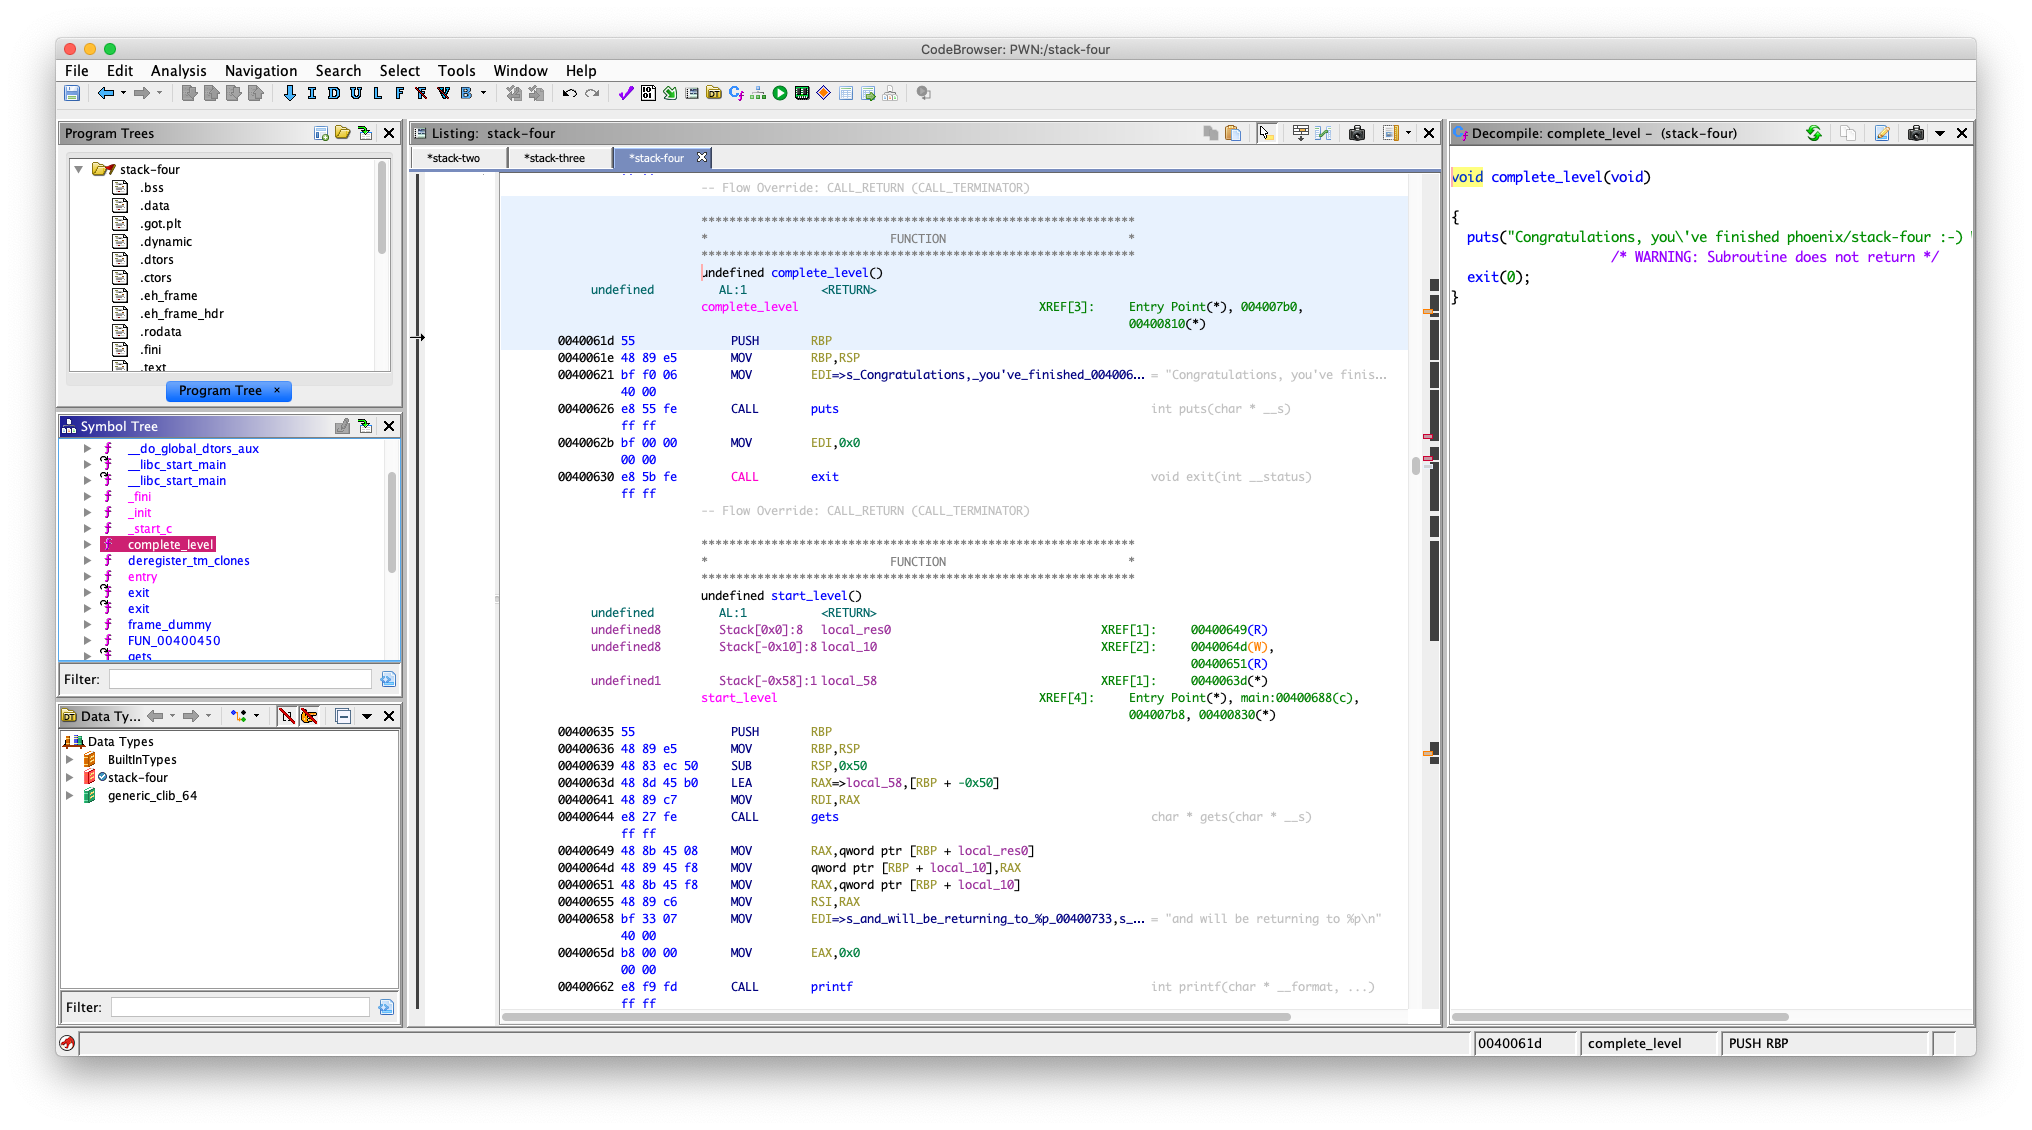 CodeBrowser: PWN:/stack-four
File Edit Analysis Navigation Search Select Tools Window Help
I D U L F B
Program Trees
stack-four
.bss
.data
.got.plt
.dynamic
.dtors
.ctors
.eh_frame
.eh_frame_hdr
.rodata
.fini
.text
Program Tree ×
Symbol Tree
__do_global_dtors_aux
__libc_start_main
__libc_start_main
_fini
_init
_start_c
complete_level
deregister_tm_clones
entry
exit
exit
frame_dummy
FUN_00400450
gets
Filter:
Data Ty...
Data Types
BuiltInTypes
stack-four
generic_clib_64
Filter:
Listing: stack-four
*stack-two *stack-three *stack-four
ff ff
-- Flow Override: CALL_RETURN (CALL_TERMINATOR)
**************************************************************
* FUNCTION *
**************************************************************
undefined complete_level()
undefined AL:1 <RETURN>
complete_level XREF[3]: Entry Point(*), 004007b0,
00400810(*)
0040061d 55 PUSH RBP
0040061e 48 89 e5 MOV RBP,RSP
00400621 bf f0 06 MOV EDI=>s_Congratulations,_you've_finished_004006... = "Congratulations, you've finis...
40 00
00400626 e8 55 fe CALL puts int puts(char * __s)
ff ff
0040062b bf 00 00 MOV EDI,0x0
00 00
00400630 e8 5b fe CALL exit void exit(int __status)
ff ff
-- Flow Override: CALL_RETURN (CALL_TERMINATOR)
**************************************************************
* FUNCTION *
**************************************************************
undefined start_level()
undefined AL:1 <RETURN>
undefined8 Stack[0x0]:8 local_res0 XREF[1]: 00400649(R)
undefined8 Stack[-0x10]:8 local_10 XREF[2]: 0040064d(W),
00400651(R)
undefined1 Stack[-0x58]:1 local_58 XREF[1]: 0040063d(*)
start_level XREF[4]: Entry Point(*), main:00400688(c),
004007b8, 00400830(*)
00400635 55 PUSH RBP
00400636 48 89 e5 MOV RBP,RSP
00400639 48 83 ec 50 SUB RSP,0x50
0040063d 48 8d 45 b0 LEA RAX=>local_58,[RBP + -0x50]
00400641 48 89 c7 MOV RDI,RAX
00400644 e8 27 fe CALL gets char * gets(char * __s)
ff ff
00400649 48 8b 45 08 MOV RAX,qword ptr [RBP + local_res0]
0040064d 48 89 45 f8 MOV qword ptr [RBP + local_10],RAX
00400651 48 8b 45 f8 MOV RAX,qword ptr [RBP + local_10]
00400655 48 89 c6 MOV RSI,RAX
00400658 bf 33 07 MOV EDI=>s_and_will_be_returning_to_%p_00400733,s_... = "and will be returning to %p\n"
40 00
0040065d b8 00 00 MOV EAX,0x0
00 00
00400662 e8 f9 fd CALL printf int printf(char * __format, ...)
ff ff
Decompile: complete_level - (stack-four)
void complete_level(void)
{
puts("Congratulations, you\'ve finished phoenix/stack-four :-)
/* WARNING: Subroutine does not return */
exit(0);
}
0040061d complete_level PUSH RBP